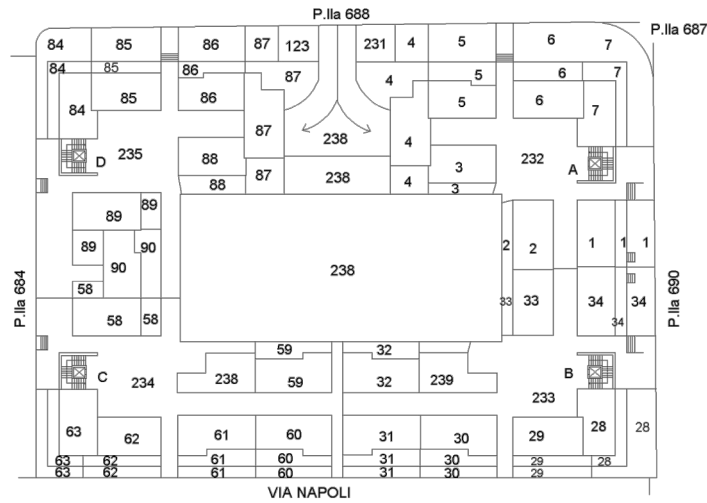 P.lla 688
P.lla 687
84 85 86 87 123 231 4 5 6 7
84 85 86 87 4 5 6 7
84 85 86 87 238 4 5 6 7
D 235 88 3 232 A
88 87 238 4 3
89 89 2 2 1 1 1
89 90 90 238
58 33 33 34 34 34
58 58
P.lla 684
P.lla 690
59 32
C 234 238 59 32 239 B
233
63 62 61 60 31 30 29 28 28
63 62 61 60 31 30 29 28
63 62 61 60 31 30 29
VIA NAPOLI